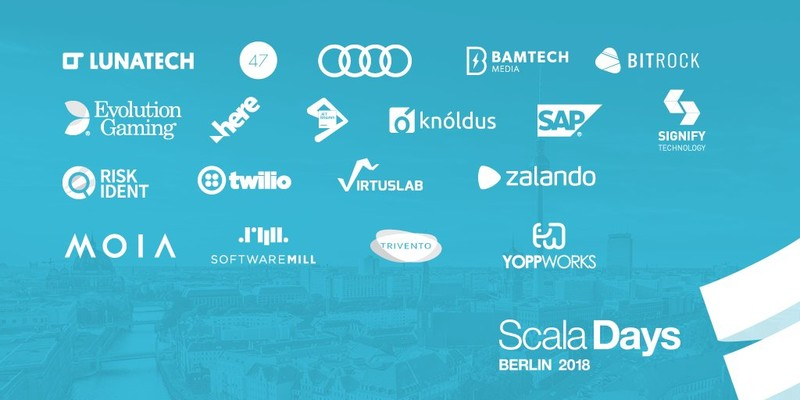 LUNATECH
47
BAMTECH
MEDIA
BITROCK
Evolution
Gaming
here
knóldus
SAP
SIGNIFY
TECHNOLOGY
RISK
IDENT
twilio
VIRTUSLAB
zalando
MOIA
SOFTWAREMILL
TRIVENTO
YOPPWORKS
Scala Days
BERLIN 2018